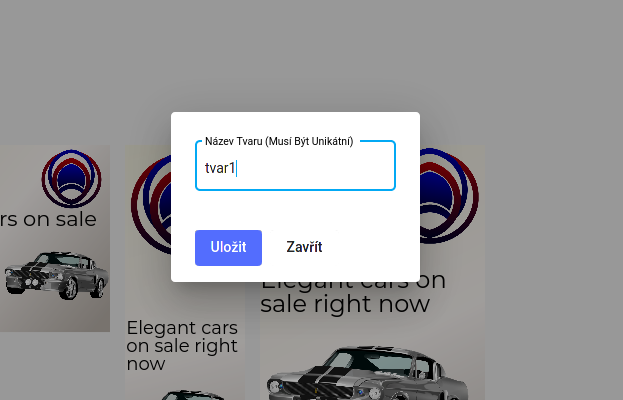 Název Tvaru (Musí Být Unikátní)
tvar1
Uložit
Zavřít
rs on sale
Elegant cars
on sale right
now
Elegant cars on
sale right now